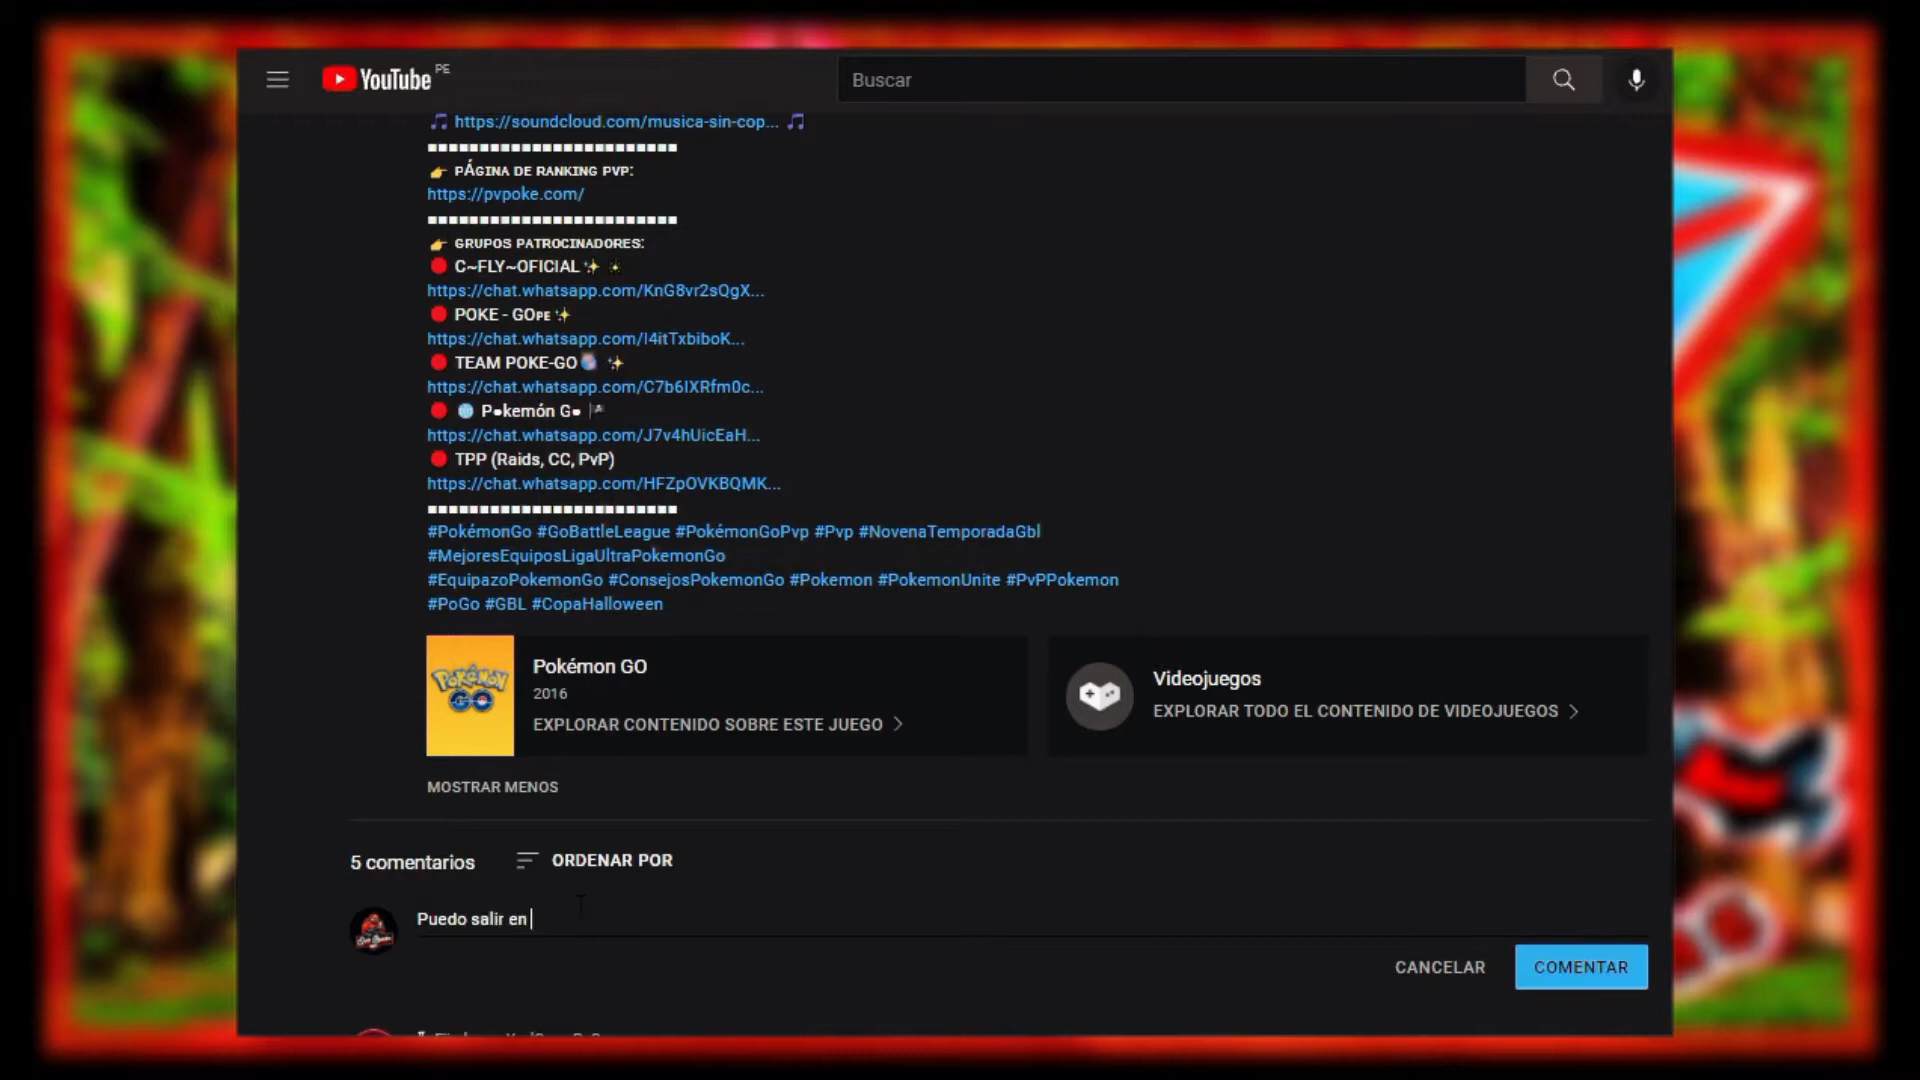 YouTube PE
Buscar
https://soundcloud.com/musica-sin-cop...
PÁGINA DE RANKING PVP:
https://pvpoke.com/
GRUPOS PATROCINADORES:
C~FLY~OFICIAL
https://chat.whatsapp.com/KnG8vr2sQgX...
POKE - GOPE
https://chat.whatsapp.com/I4itTxbiboK...
TEAM POKE-GO
https://chat.whatsapp.com/C7b6IXRfm0c...
P●kemón G●
https://chat.whatsapp.com/J7v4hUicEaH...
TPP (Raids, CC, PvP)
https://chat.whatsapp.com/HFZpOVKBQMK...
#PokémonGo #GoBattleLeague #PokémonGoPvp #Pvp #NovenaTemporadaGbl
#MejoresEquiposLigaUltraPokemonGo
#EquipazoPokemonGo #ConsejosPokemonGo #Pokemon #PokemonUnite #PvPPokemon
#PoGo #GBL #CopaHalloween
POKÉMON GO
Pokémon GO
2016
EXPLORAR CONTENIDO SOBRE ESTE JUEGO
Videojuegos
EXPLORAR TODO EL CONTENIDO DE VIDEOJUEGOS
MOSTRAR MENOS
5 comentarios
ORDENAR POR
Puedo salir en
CANCELAR
COMENTAR